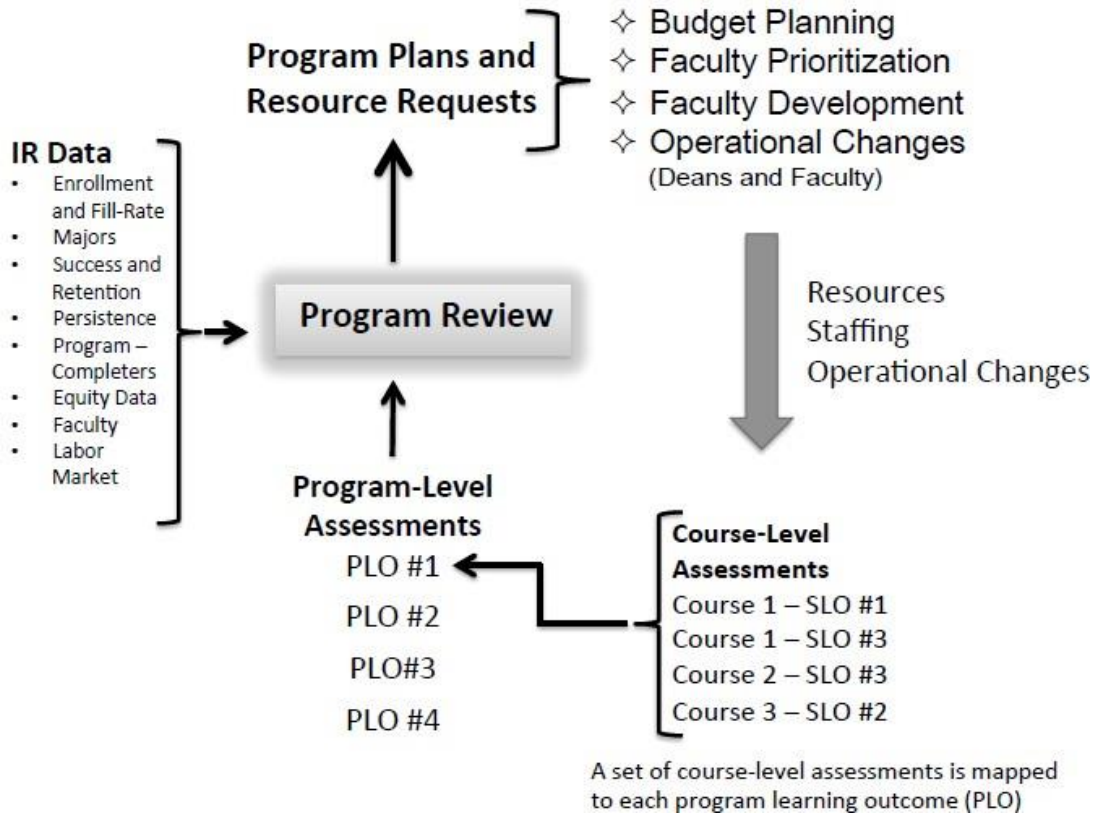 Program Plans and
Resource Requests
✧ Budget Planning
✧ Faculty Prioritization
✧ Faculty Development
✧ Operational Changes
(Deans and Faculty)
IR Data
• Enrollment
and Fill-Rate
• Majors
• Success and
Retention
• Persistence
• Program –
Completers
• Equity Data
• Faculty
• Labor
Market
Program Review
Resources
Staffing
Operational Changes
Program-Level
Assessments
PLO #1
PLO #2
PLO#3
PLO #4
Course-Level
Assessments
Course 1 – SLO #1
Course 1 – SLO #3
Course 2 – SLO #3
Course 3 – SLO #2
A set of course-level assessments is mapped
to each program learning outcome (PLO)